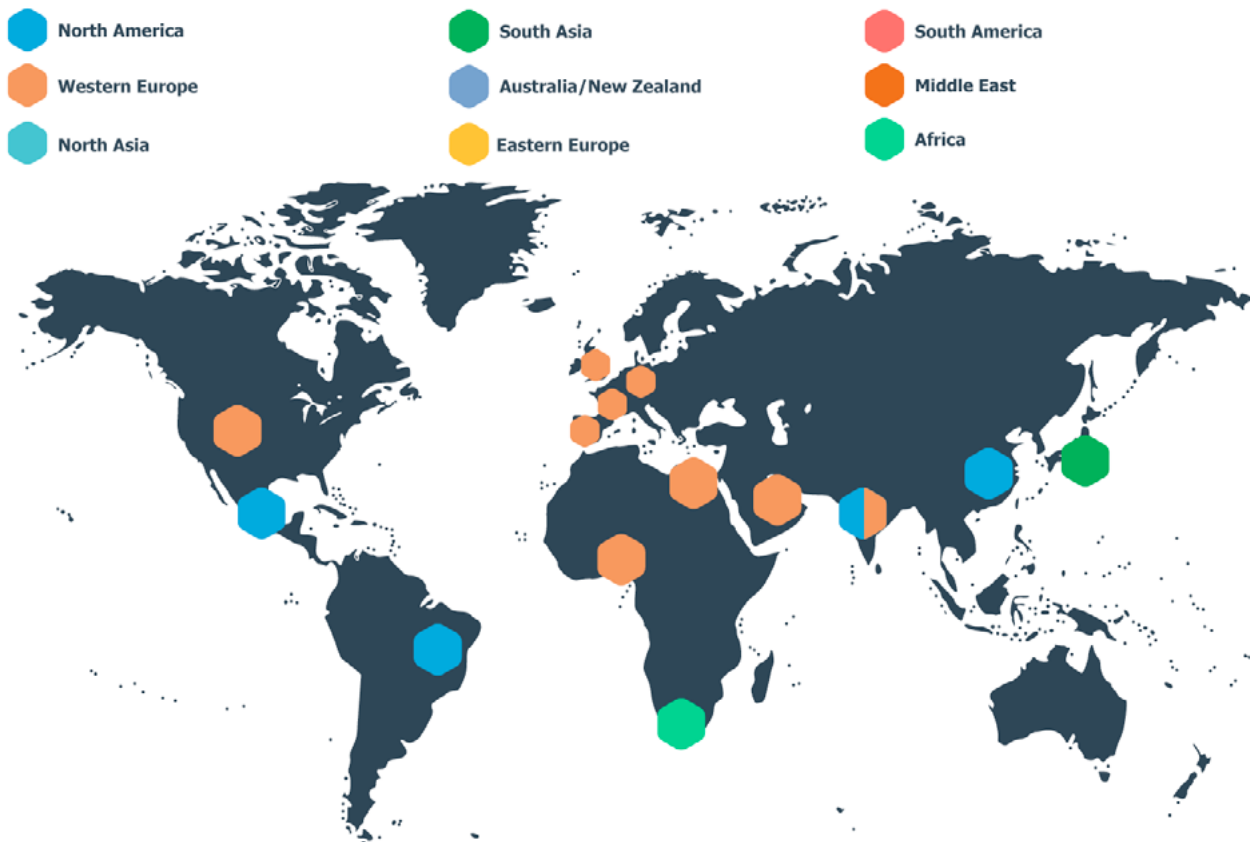 North America
South Asia
South America
Western Europe
Australia/New Zealand
Middle East
North Asia
Eastern Europe
Africa